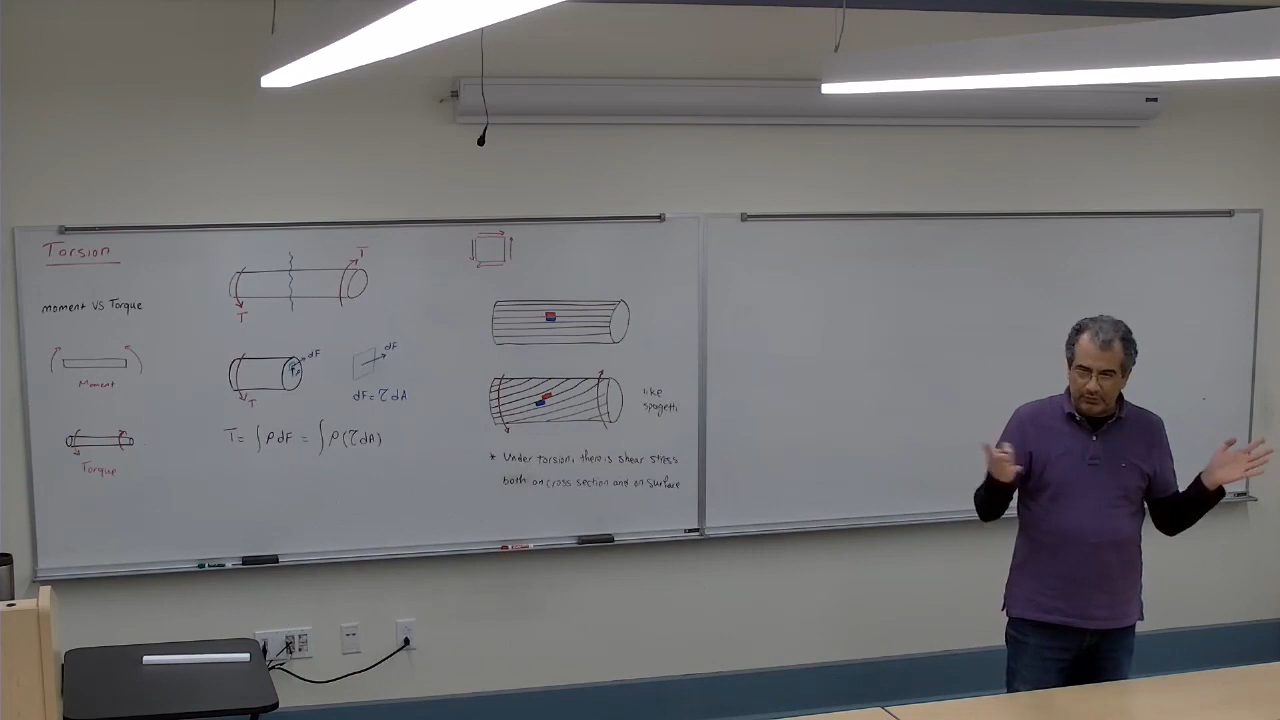 Torsion
moment VS Torque
Moment
Torque
T
T
dF
ρ
T
dF
dF = τ dA
T = ∫ ρ dF = ∫ ρ (τ dA)
like
spagetti
* Under torsion, there is shear stress
both on cross section and on surface